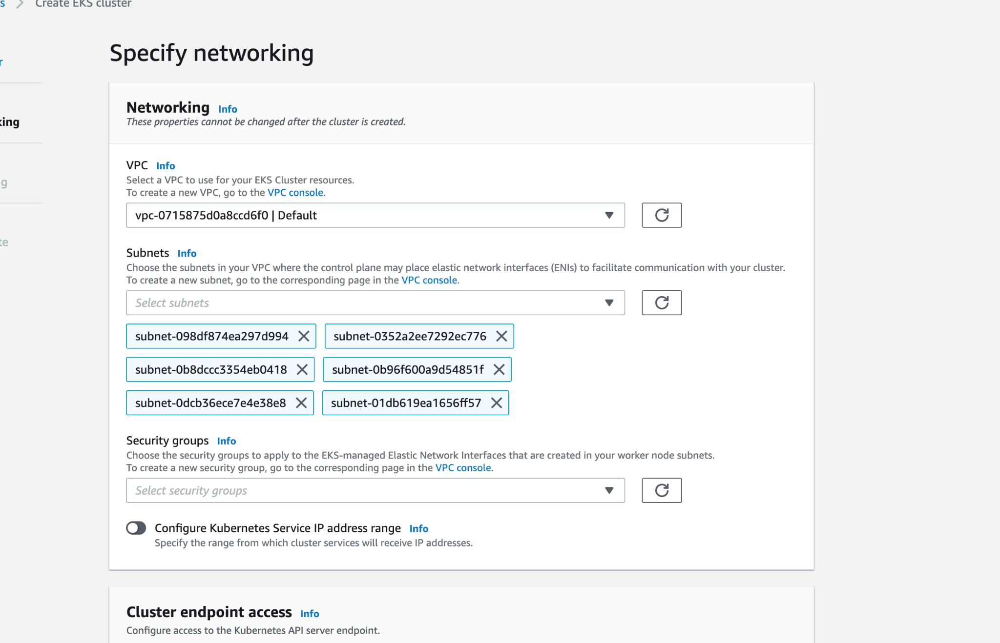 s > Create EKS cluster
r
king
g
te
Specify networking
Networking Info
These properties cannot be changed after the cluster is created.
VPC Info
Select a VPC to use for your EKS Cluster resources.
To create a new VPC, go to the VPC console.
vpc-0715875d0a8ccd6f0 | Default
Subnets Info
Choose the subnets in your VPC where the control plane may place elastic network interfaces (ENIs) to facilitate communication with your cluster.
To create a new subnet, go to the corresponding page in the VPC console.
Select subnets
subnet-098df874ea297d994 subnet-0352a2ee7292ec776
subnet-0b8dccc3354eb0418 subnet-0b96f600a9d54851f
subnet-0dcb36ece7e4e38e8 subnet-01db619ea1656ff57
Security groups Info
Choose the security groups to apply to the EKS-managed Elastic Network Interfaces that are created in your worker node subnets.
To create a new security group, go to the corresponding page in the VPC console.
Select security groups
Configure Kubernetes Service IP address range Info
Specify the range from which cluster services will receive IP addresses.
Cluster endpoint access Info
Configure access to the Kubernetes API server endpoint.